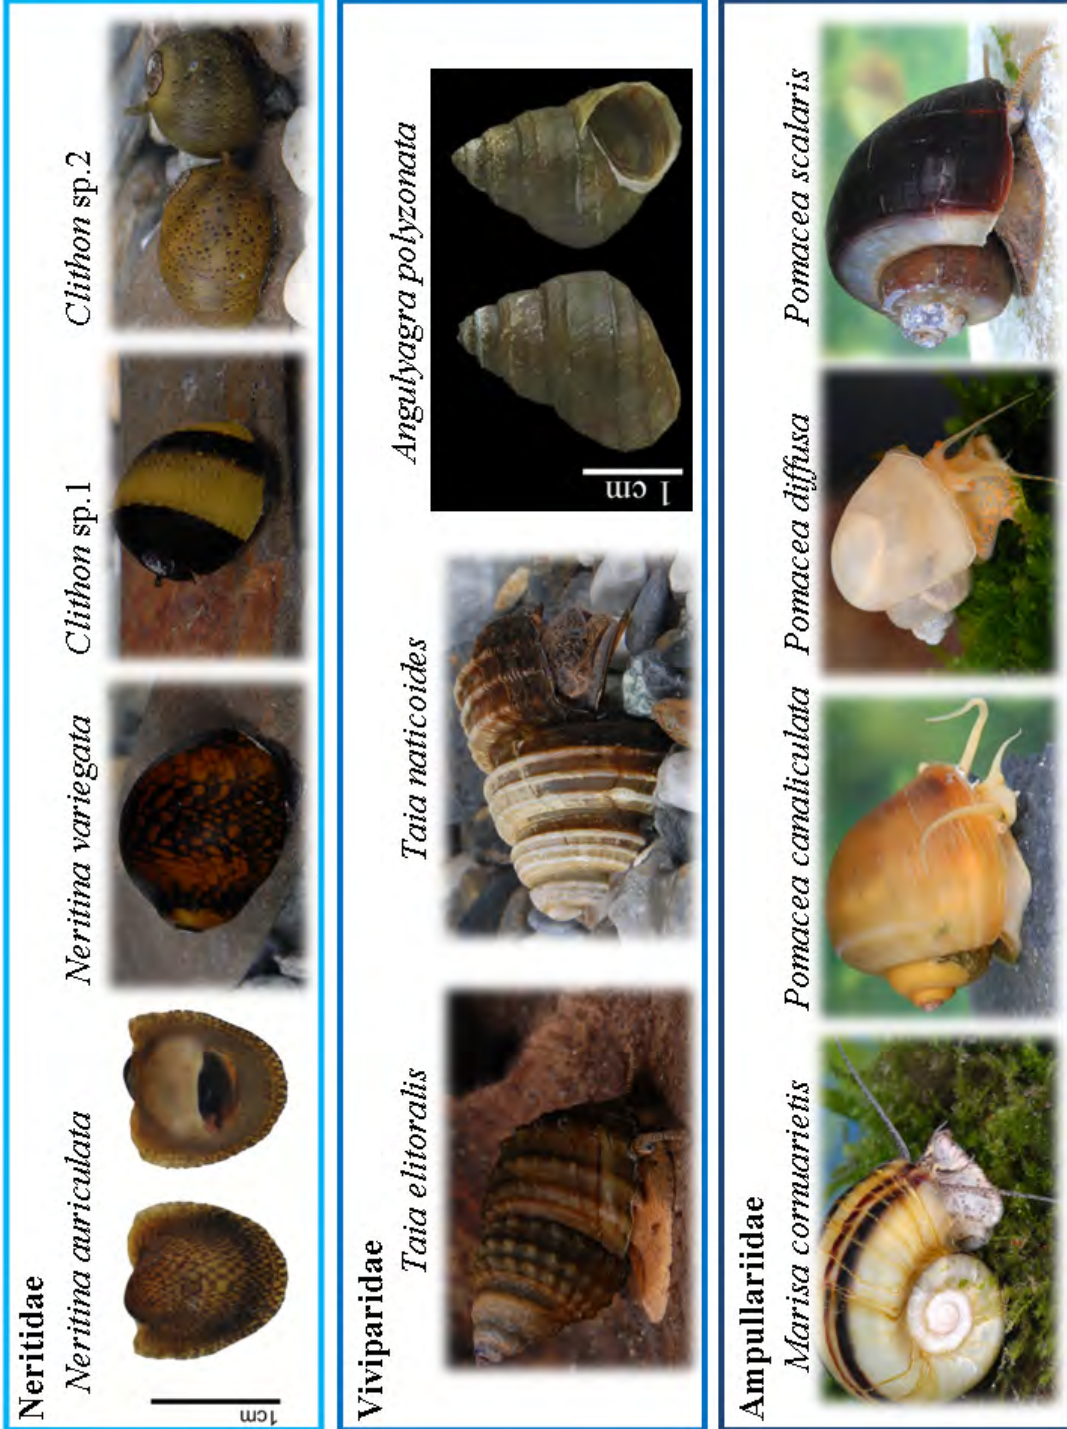 Neritidae
Neritina auriculata
Neritina variegata
Clithon sp.1
Clithon sp.2
1cm
Viviparidae
Taia elitoralis
Taia naticoides
Angulyagra polyzonata
1 cm
Ampullariidae
Marisa cornuarietis
Pomacea canaliculata
Pomacea diffusa
Pomacea scalaris